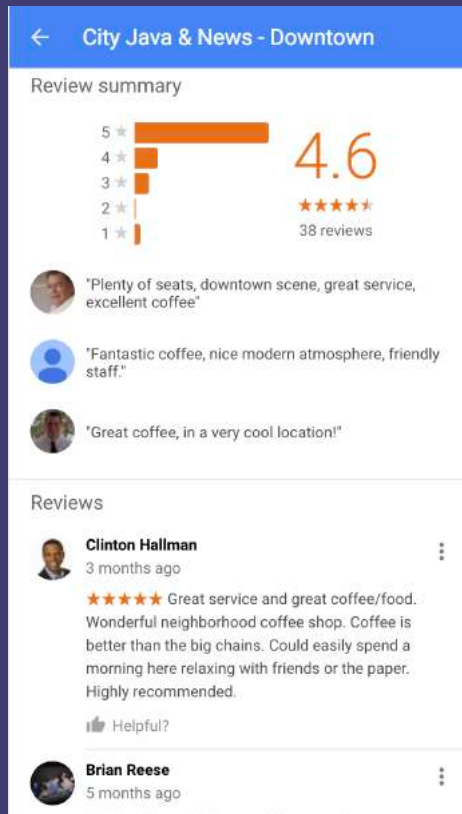 City Java & News - Downtown
Review summary
5
4
3
2
1
4.6
38 reviews
"Plenty of seats, downtown scene, great service,
excellent coffee"
"Fantastic coffee, nice modern atmosphere, friendly
staff."
"Great coffee, in a very cool location!"
Reviews
Clinton Hallman
3 months ago
Great service and great coffee/food.
Wonderful neighborhood coffee shop. Coffee is
better than the big chains. Could easily spend a
morning here relaxing with friends or the paper.
Highly recommended.
Helpful?
Brian Reese
5 months ago